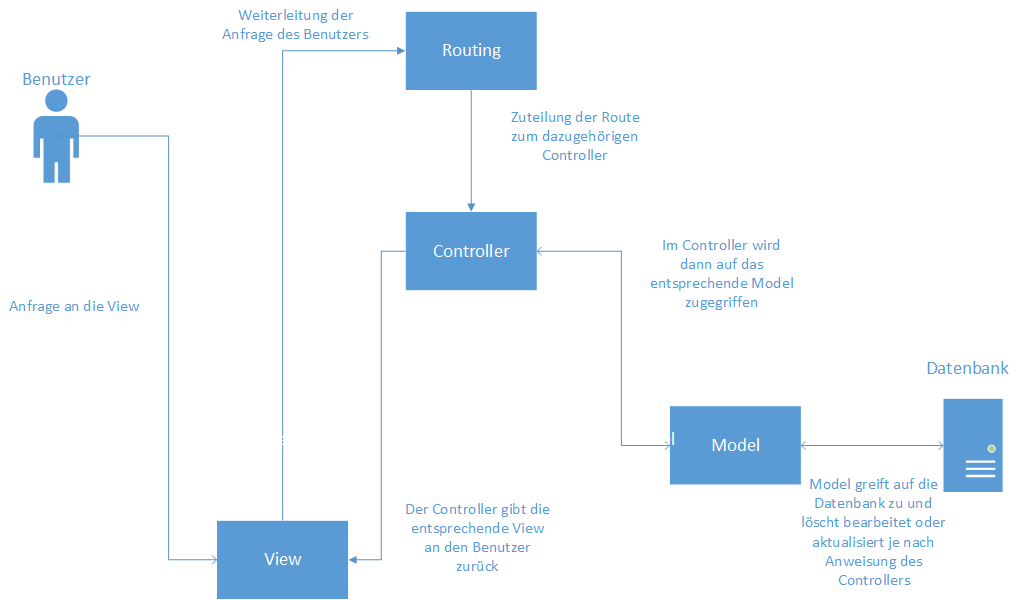 Weiterleitung der
Anfrage des Benutzers
Routing
Benutzer
Zuteilung der Route
zum dazugehörigen
Controller
Controller
Im Controller wird
dann auf das
entsprechende Model
zugegriffen
Anfrage an die View
Datenbank
Model
Model greift auf die
Datenbank zu und
löscht bearbeitet oder
aktualisiert je nach
Anweisung des
Controllers
Der Controller gibt die
entsprechende View
an den Benutzer
zurück
View